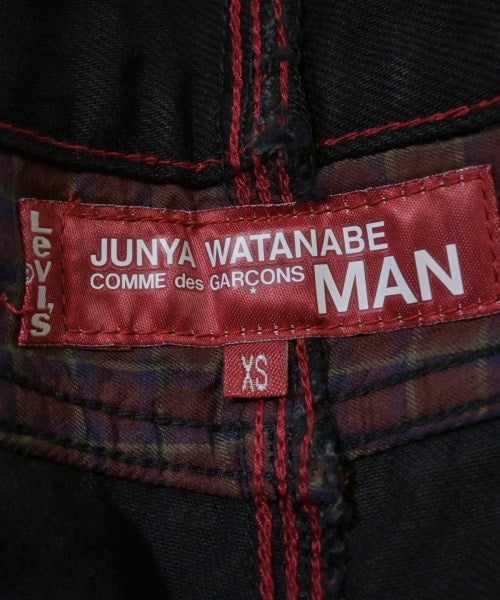 Levi's
®
JUNYA WATANABE
COMME des GARÇONS MAN
*
XS